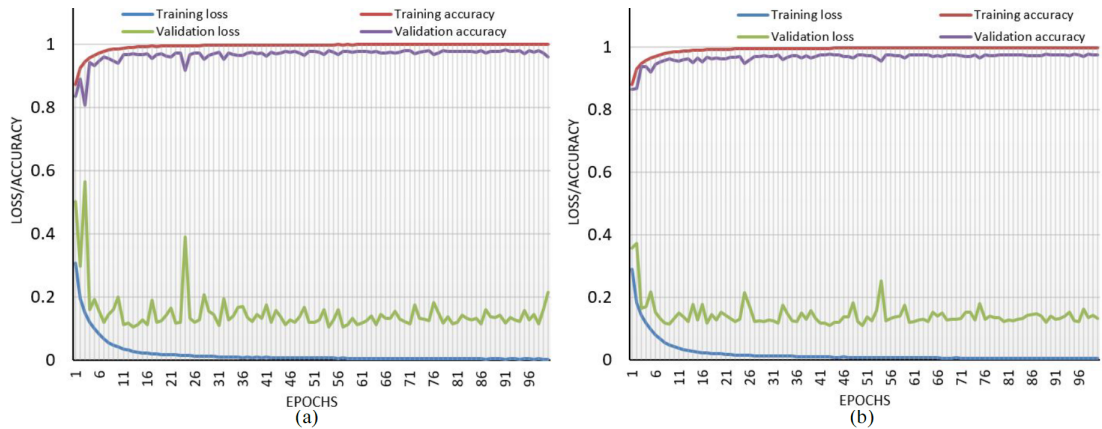 Training loss Training accuracy
Validation loss Validation accuracy
1
0.8
0.6
0.4
0.2
0
LOSS/ACCURACY
1 6 11 16 21 26 31 36 41 46 51 56 61 66 71 76 81 86 91 96
EPOCHS
(a)
Training loss Training accuracy
Validation loss Validation accuracy
1
0.8
0.6
0.4
0.2
0
LOSS/ACCURACY
1 6 11 16 21 26 31 36 41 46 51 56 61 66 71 76 81 86 91 96
EPOCHS
(b)